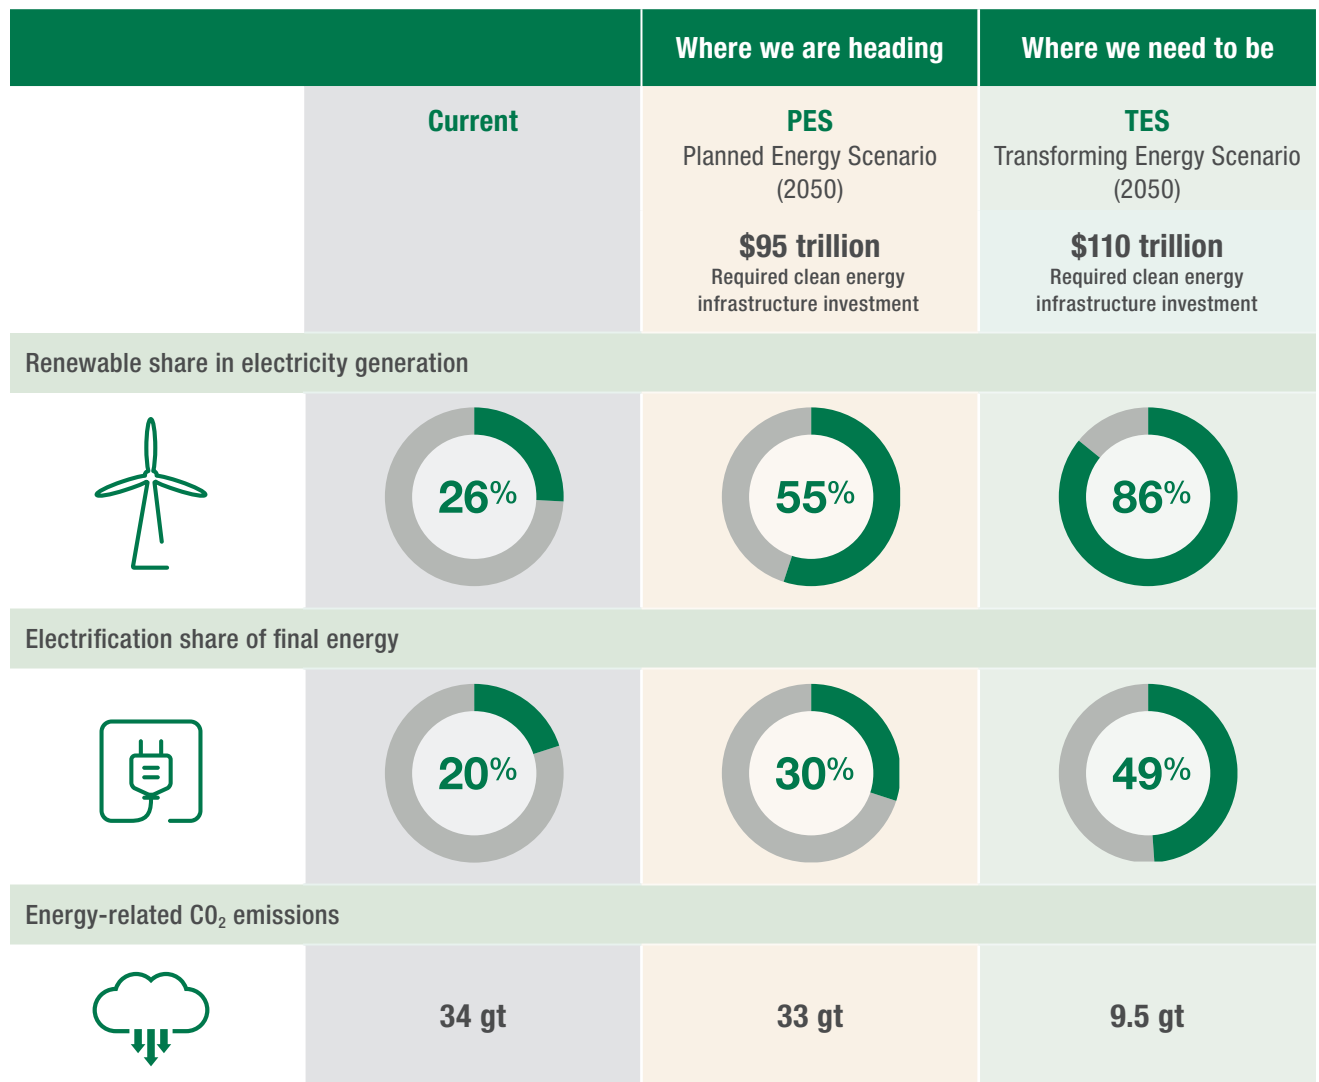 Where we are heading
Where we need to be
Current
PES
Planned Energy Scenario
(2050)
$95 trillion
Required clean energy
infrastructure investment
TES
Transforming Energy Scenario
(2050)
$110 trillion
Required clean energy
infrastructure investment
Renewable share in electricity generation
26%
55%
86%
Electrification share of final energy
20%
30%
49%
Energy-related CO₂ emissions
34 gt
33 gt
9.5 gt